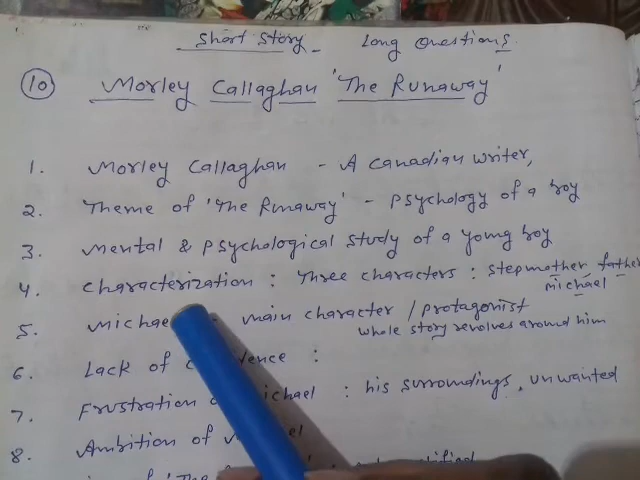 Short Story Long Questions
10 Morley Callaghan 'The Runaway'
1. Morley Callaghan - A Canadian writer,
2. Theme of 'The Runaway' - Psychology of a boy
3. Mental & Psychological study of a young boy
4. Characterization : Three characters : stepmother, father
michael
5. main character / protagonist
whole story revolves around him
6. Lack of :
7. Frustration : his surroundings, unwanted
8. Ambition of